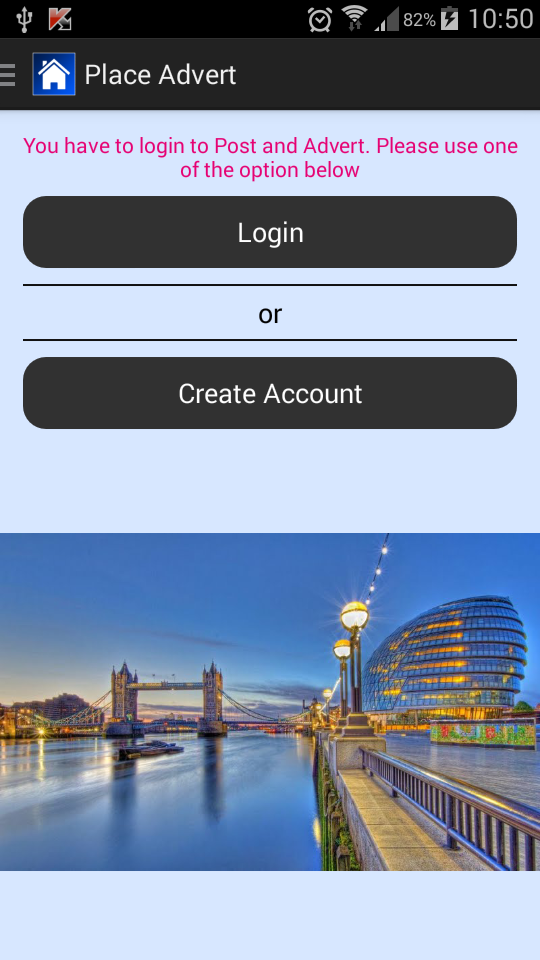 82% 10:50
Place Advert
You have to login to Post and Advert. Please use one
of the option below
Login
or
Create Account